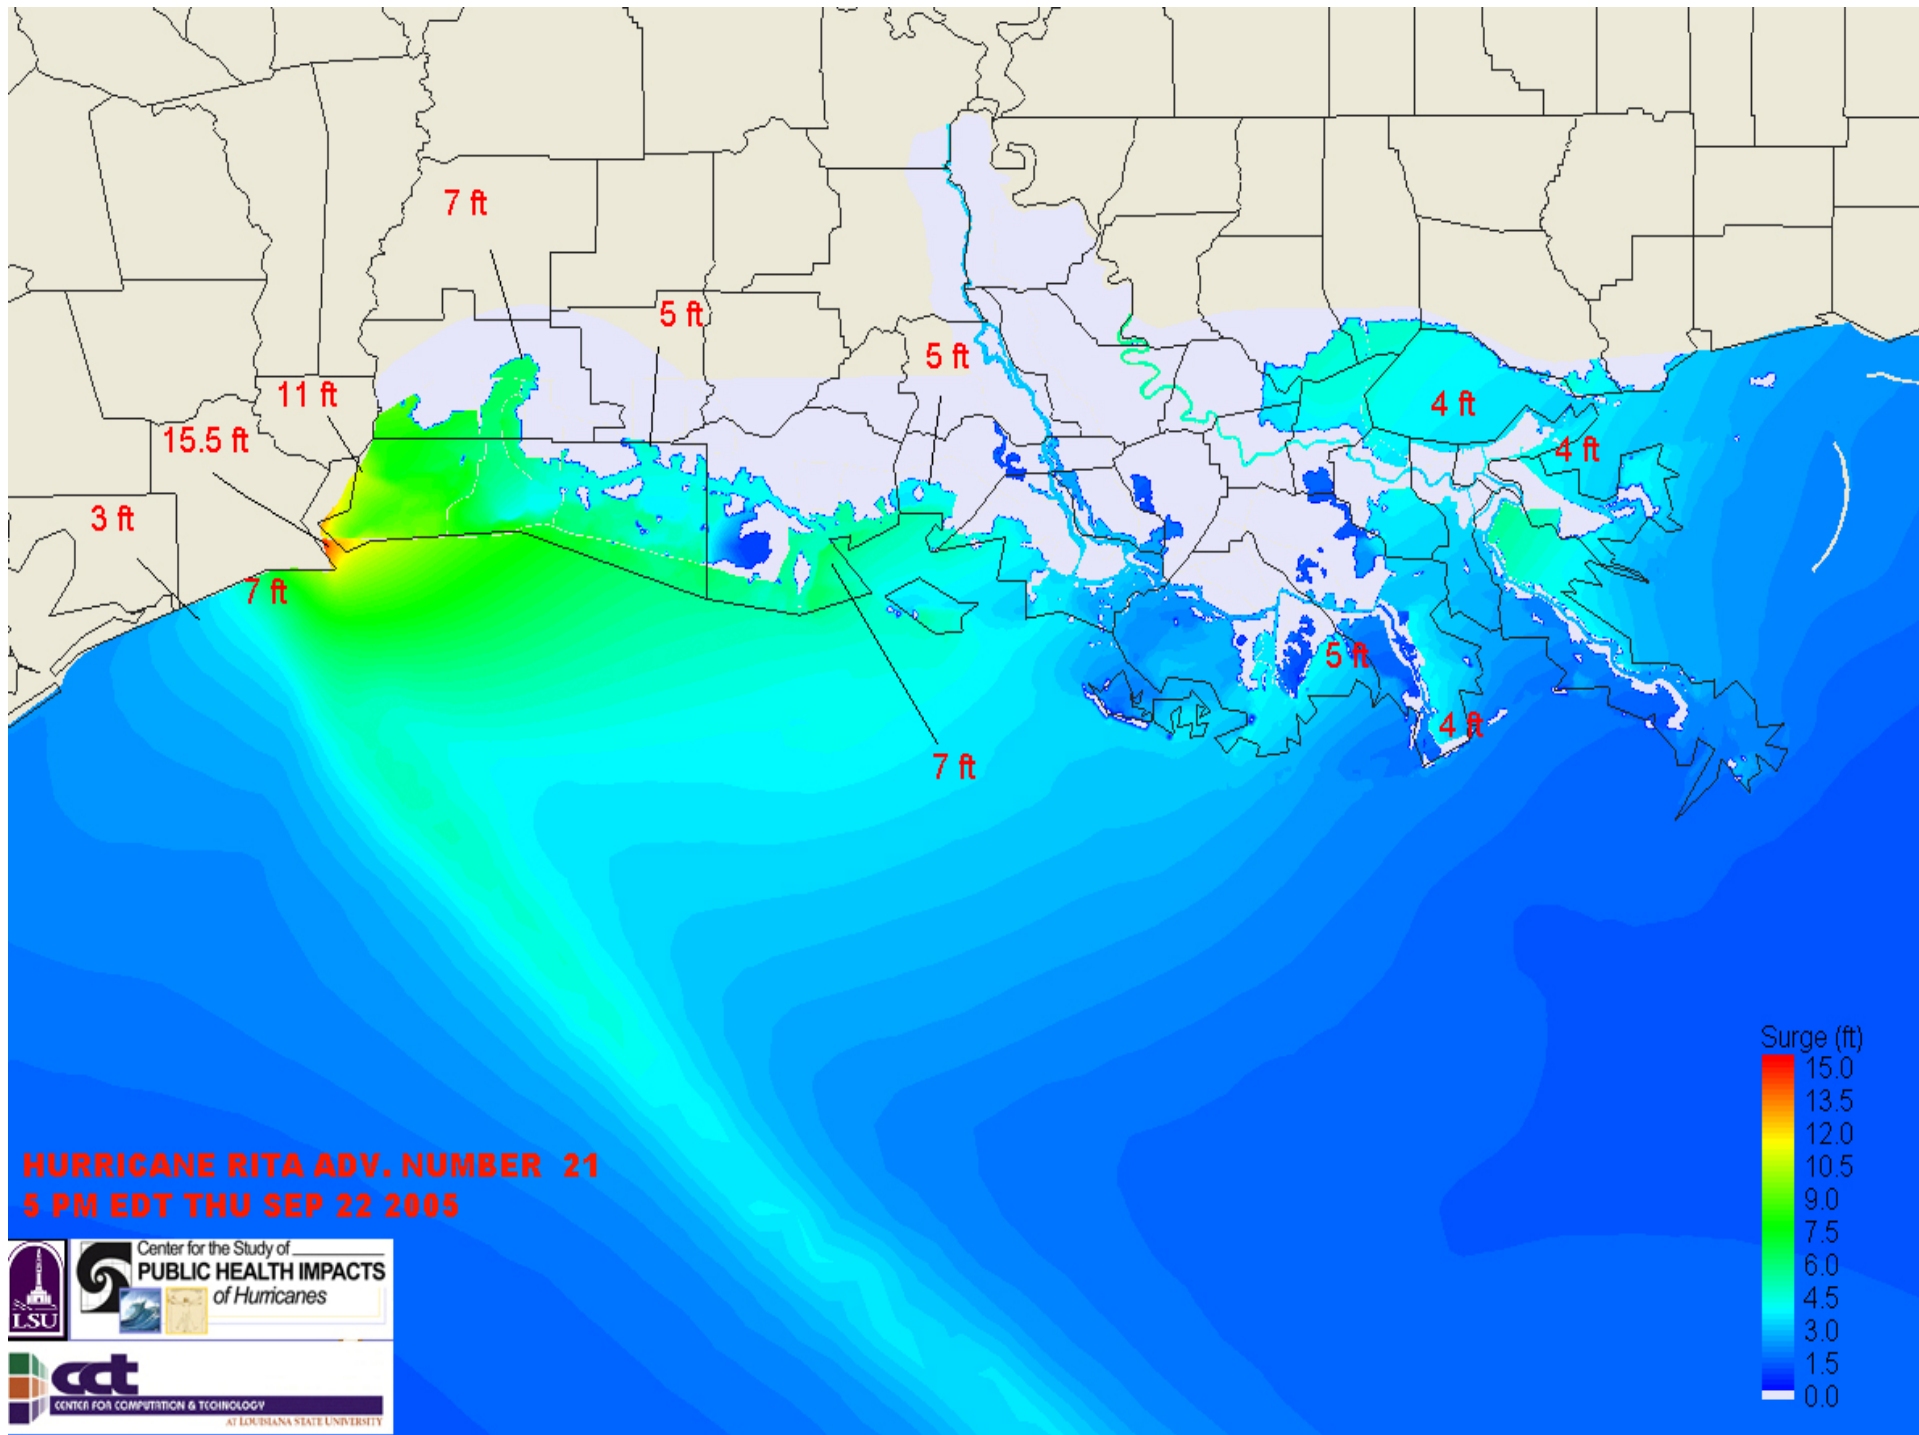 7 ft
5 ft
5 ft
11 ft
4 ft
15.5 ft
4 ft
3 ft
7 ft
5 ft
4 ft
7 ft
Surge (ft)
15.0
13.5
12.0
10.5
9.0
7.5
6.0
4.5
3.0
1.5
0.0
HURRICANE RITA ADV. NUMBER 21
5 PM EDT THU SEP 22 2005
LSU
Center for the Study of
PUBLIC HEALTH IMPACTS
of Hurricanes
cct
CENTER FOR COMPUTATION & TECHNOLOGY
AT LOUISIANA STATE UNIVERSITY